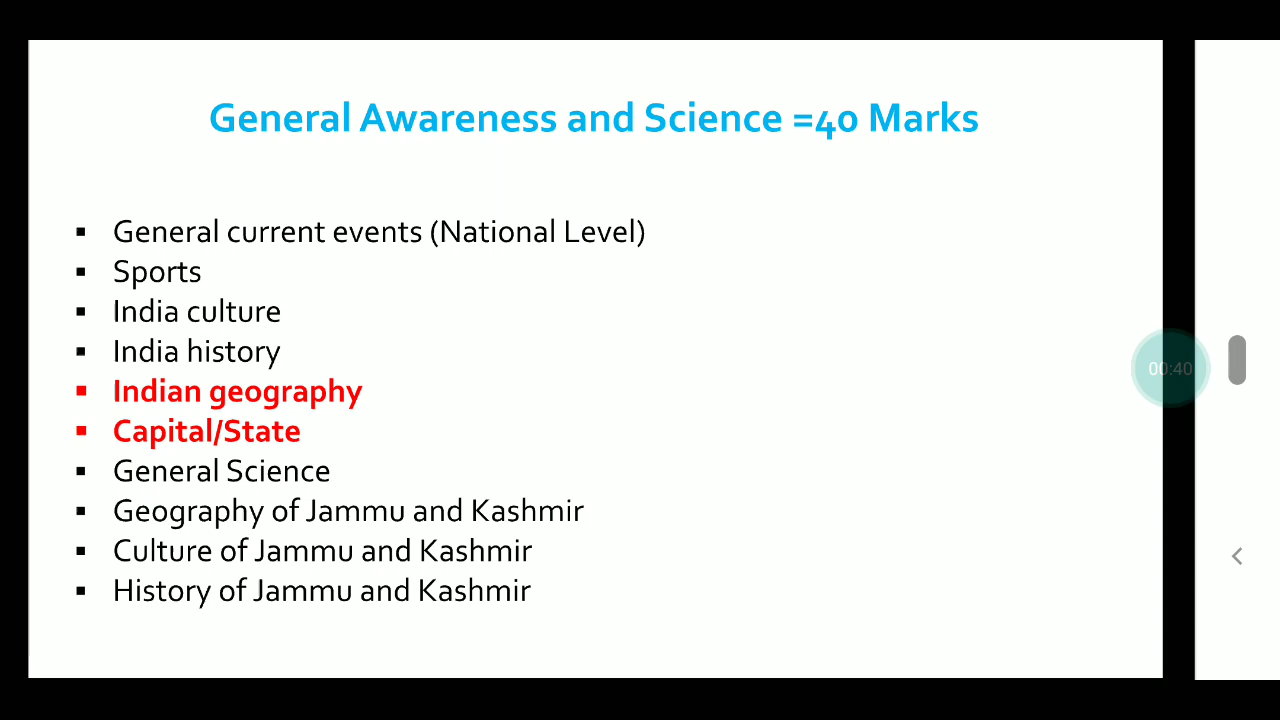 General Awareness and Science =40 Marks
▪ General current events (National Level)
▪ Sports
▪ India culture
▪ India history
▪ Indian geography
▪ Capital/State
▪ General Science
▪ Geography of Jammu and Kashmir
▪ Culture of Jammu and Kashmir
▪ History of Jammu and Kashmir
00:40